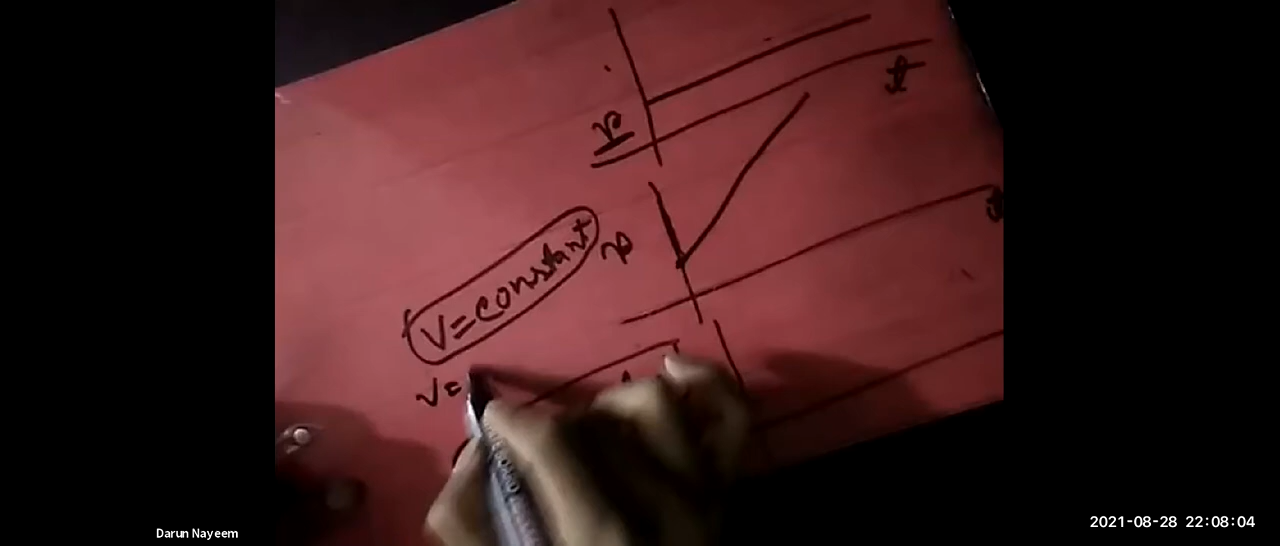 t
v
v
v=constant
v=
Darun Nayeem
2021-08-28 22:08:04